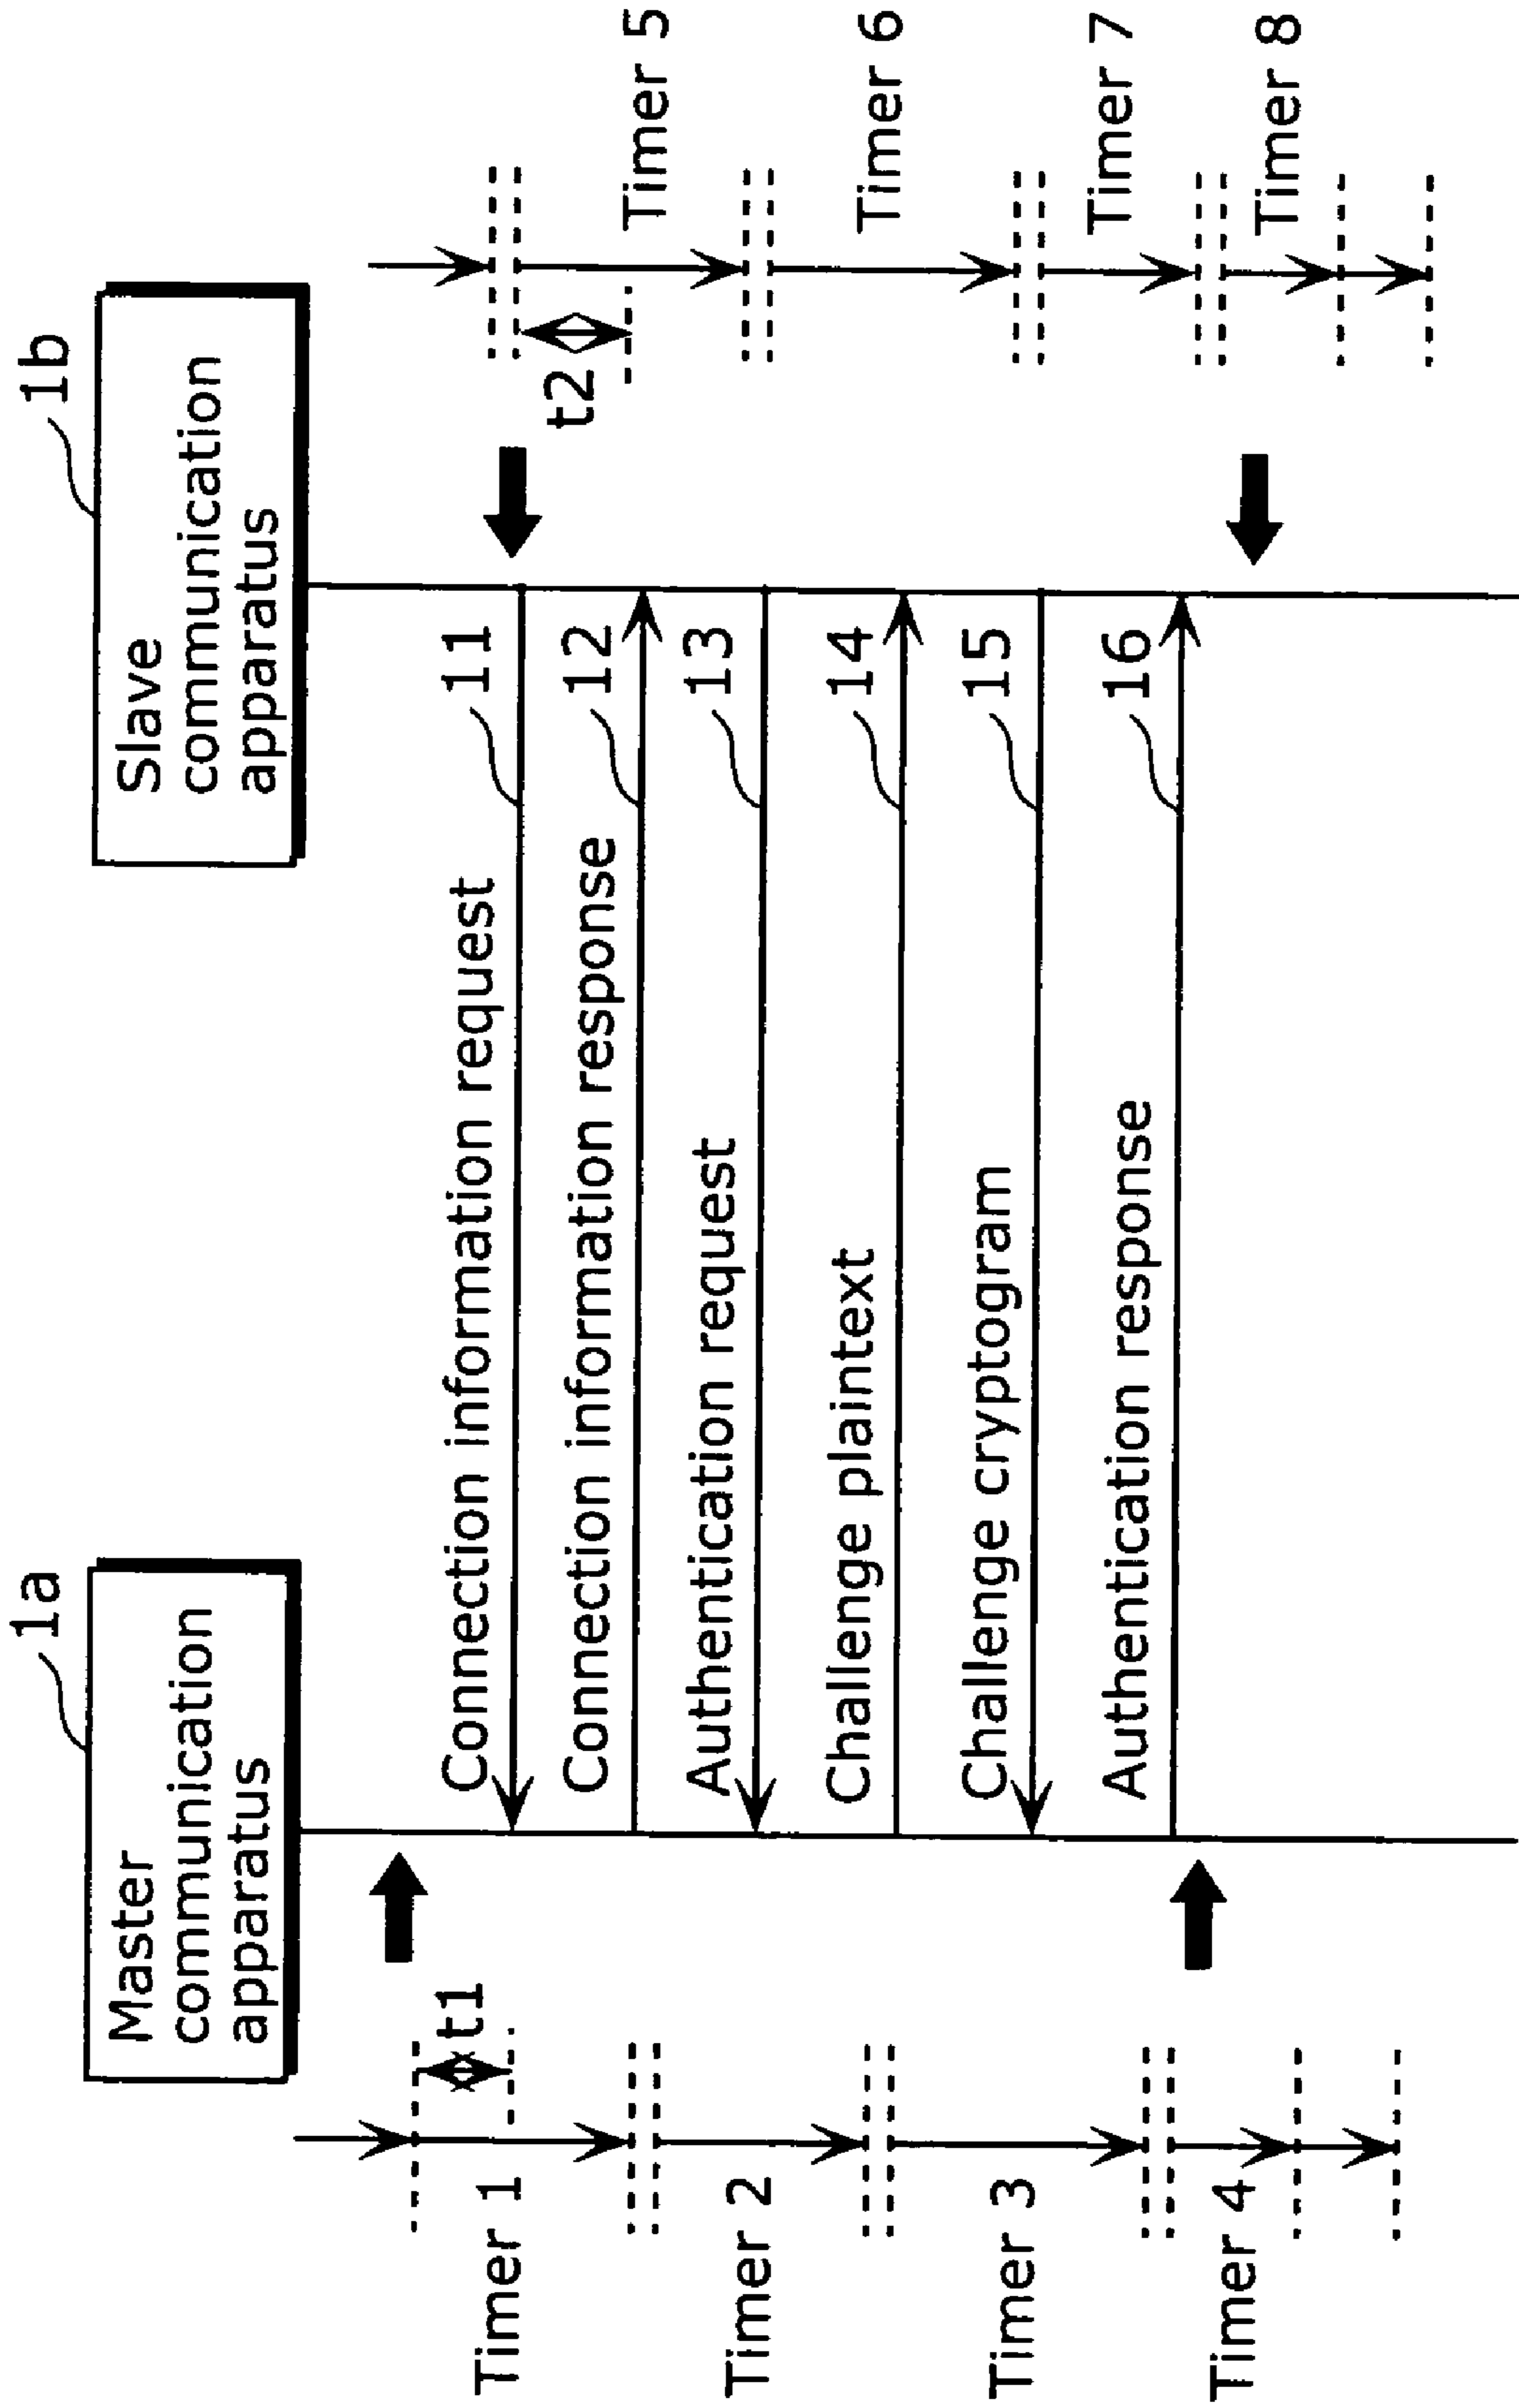 1a
Master
communication
apparatus
1b
Slave
communication
apparatus
Connection information request
11
Connection information response
12
Authentication request
13
Challenge plaintext
14
Challenge cryptogram
15
Authentication response
16
t1
Timer 1
Timer 2
Timer 3
Timer 4
t2
Timer 5
Timer 6
Timer 7
Timer 8